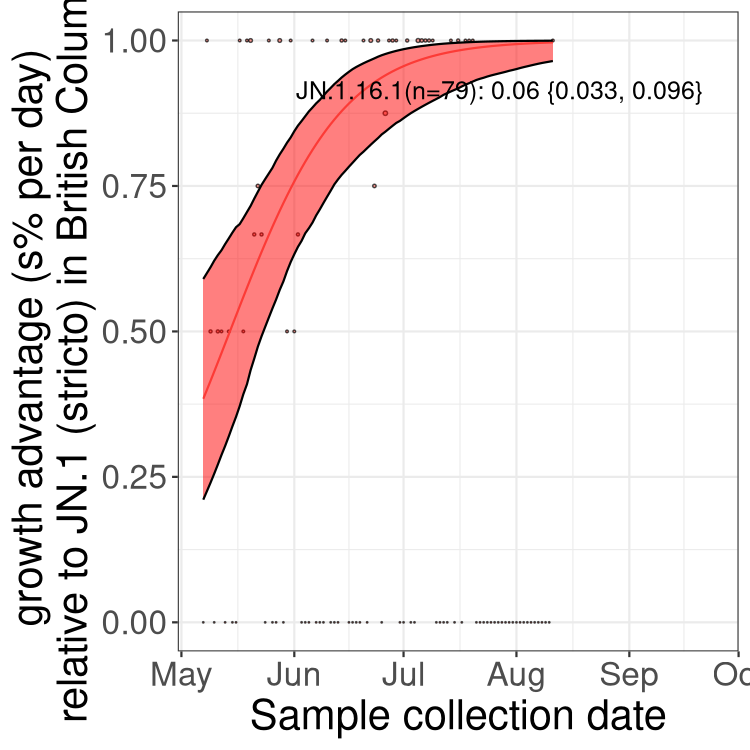 growth advantage (s% per day)
relative to JN.1 (stricto) in British Colum
1.00
0.75
0.50
0.25
0.00
JN.1.16.1(n=79): 0.06 {0.033, 0.096}
May Jun Jul Aug Sep Oc
Sample collection date